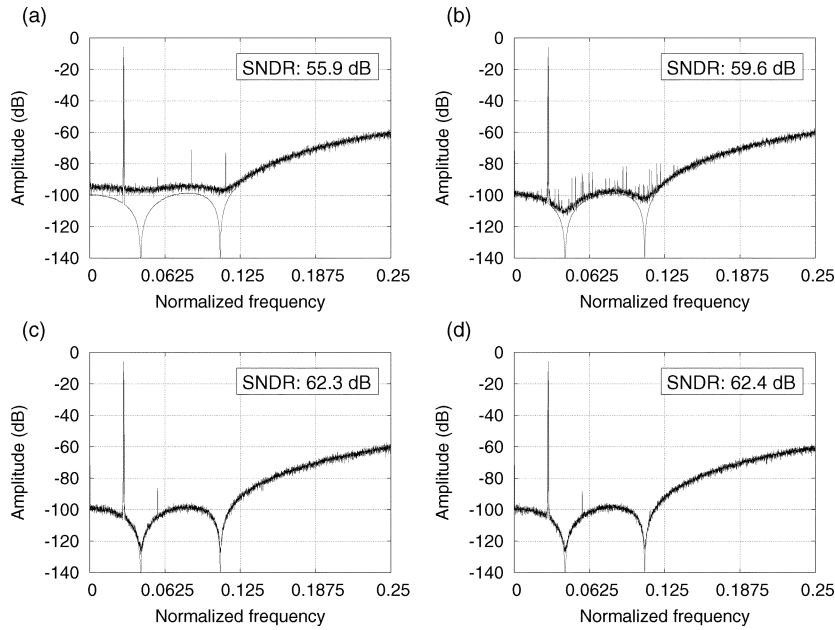 (a)
SNDR: 55.9 dB
Amplitude (dB)
0
-20
-40
-60
-80
-100
-120
-140
0 0.0625 0.125 0.1875 0.25
Normalized frequency
(b)
SNDR: 59.6 dB
Amplitude (dB)
0
-20
-40
-60
-80
-100
-120
-140
0 0.0625 0.125 0.1875 0.25
Normalized frequency
(c)
SNDR: 62.3 dB
Amplitude (dB)
0
-20
-40
-60
-80
-100
-120
-140
0 0.0625 0.125 0.1875 0.25
Normalized frequency
(d)
SNDR: 62.4 dB
Amplitude (dB)
0
-20
-40
-60
-80
-100
-120
-140
0 0.0625 0.125 0.1875 0.25
Normalized frequency